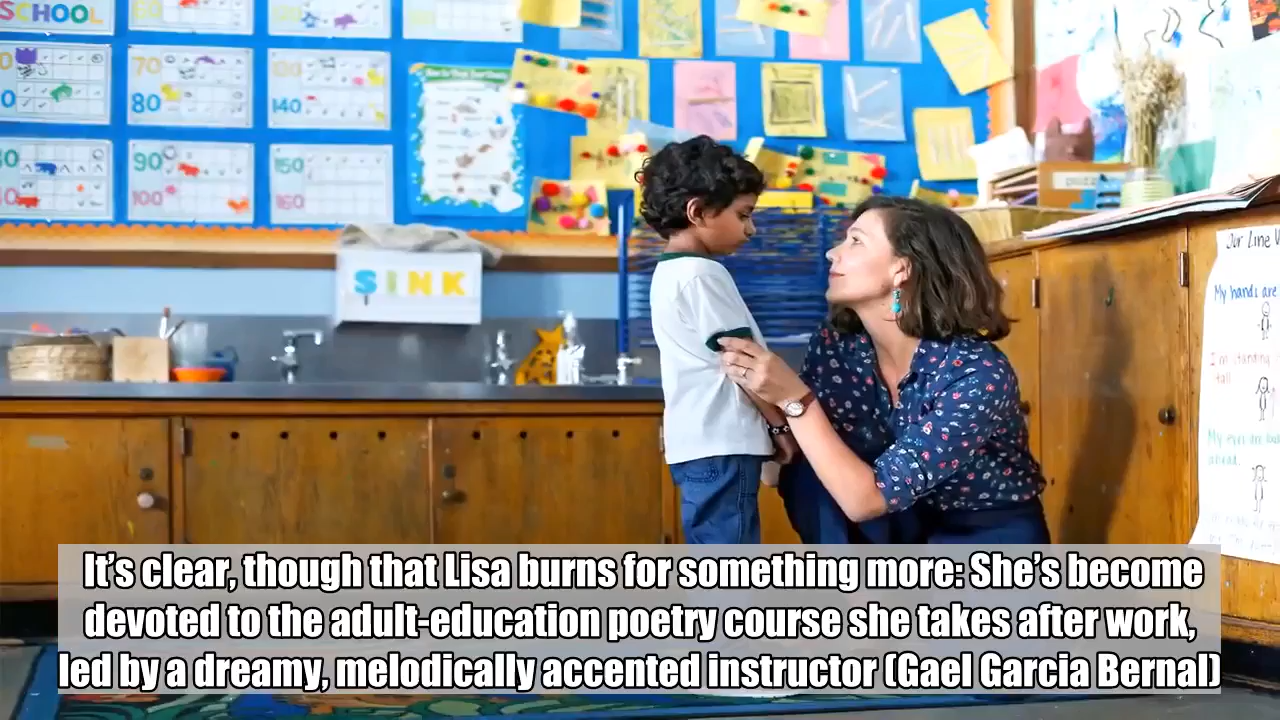 SCHOOL
70
80
140
90
100
150
160
SINK
Our Line U
My hands are
I'm standing
tall
My eyes are
ahead.
It's clear, though that Lisa burns for something more: She's become
devoted to the adult-education poetry course she takes after work,
led by a dreamy, melodically accented instructor (Gael Garcia Bernal)